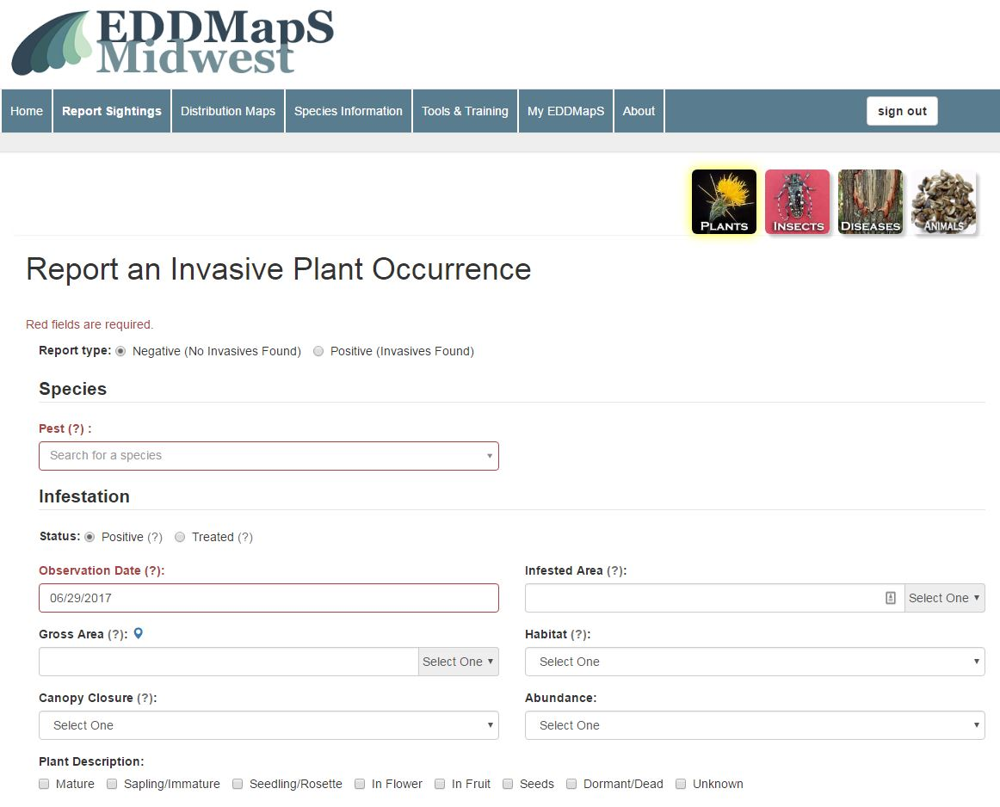 EDDMapS
Midwest
Home Report Sightings Distribution Maps Species Information Tools & Training My EDDMapS About sign out
PLANTS INSECTS DISEASES ANIMALS
Report an Invasive Plant Occurrence
Red fields are required.
Report type: Negative (No Invasives Found) Positive (Invasives Found)
Species
Pest (?) :
Search for a species
Infestation
Status: Positive (?) Treated (?)
Observation Date (?): Infested Area (?):
06/29/2017 Select One
Gross Area (?): Habitat (?):
Select One Select One
Canopy Closure (?): Abundance:
Select One Select One
Plant Description:
Mature Sapling/Immature Seedling/Rosette In Flower In Fruit Seeds Dormant/Dead Unknown